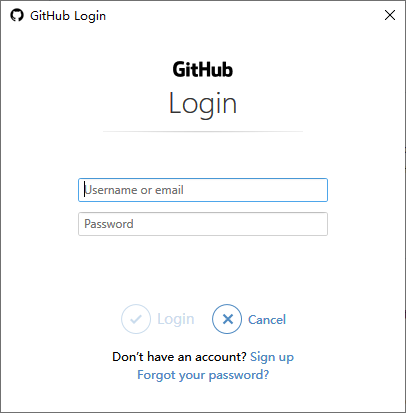 GitHub Login
GitHub
Login
Username or email
Password
Login Cancel
Don't have an account? Sign up
Forgot your password?